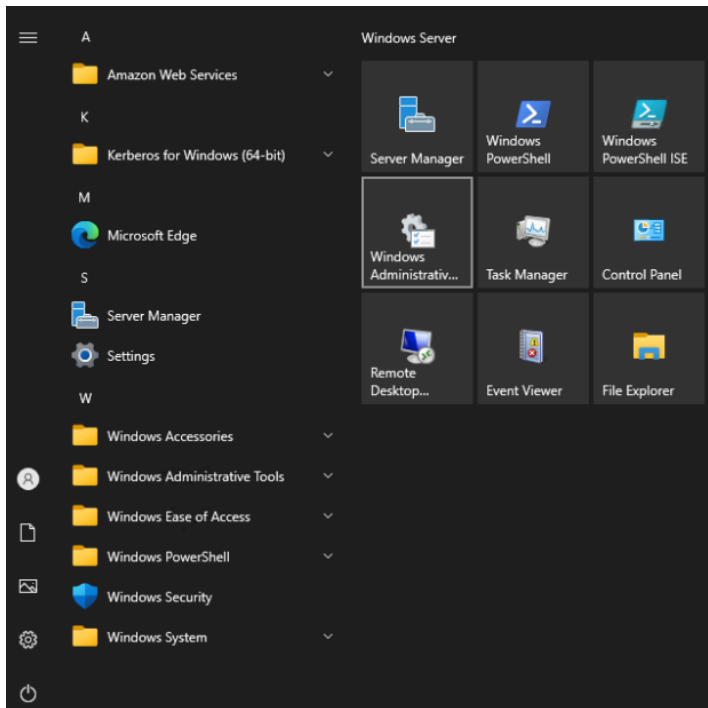 A
Amazon Web Services
K
Kerberos for Windows (64-bit)
M
Microsoft Edge
S
Server Manager
Settings
W
Windows Accessories
Windows Administrative Tools
Windows Ease of Access
Windows PowerShell
Windows Security
Windows System
Windows Server
Server Manager
Windows
PowerShell
Windows
PowerShell ISE
Windows
Administrativ...
Task Manager
Control Panel
Remote
Desktop...
Event Viewer
File Explorer